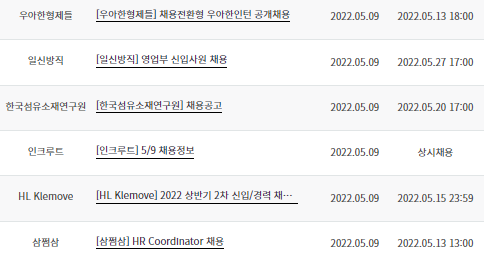 우아한형제들 [우아한형제들] 채용전환형 우아한인턴 공개채용 2022.05.09 2022.05.13 18:00
일신방직 [일신방직] 영업부 신입사원 채용 2022.05.09 2022.05.27 17:00
한국섬유소재연구원 [한국섬유소재연구원] 채용공고 2022.05.09 2022.05.20 17:00
인크루트 [인크루트] 5/9 채용정보 2022.05.09 상시채용
HL Klemove [HL Klemove] 2022 상반기 2차 신입/경력 채··· 2022.05.09 2022.05.15 23:59
삼쩜삼 [삼쩜삼] HR Coordinator 채용 2022.05.09 2022.05.13 13:00